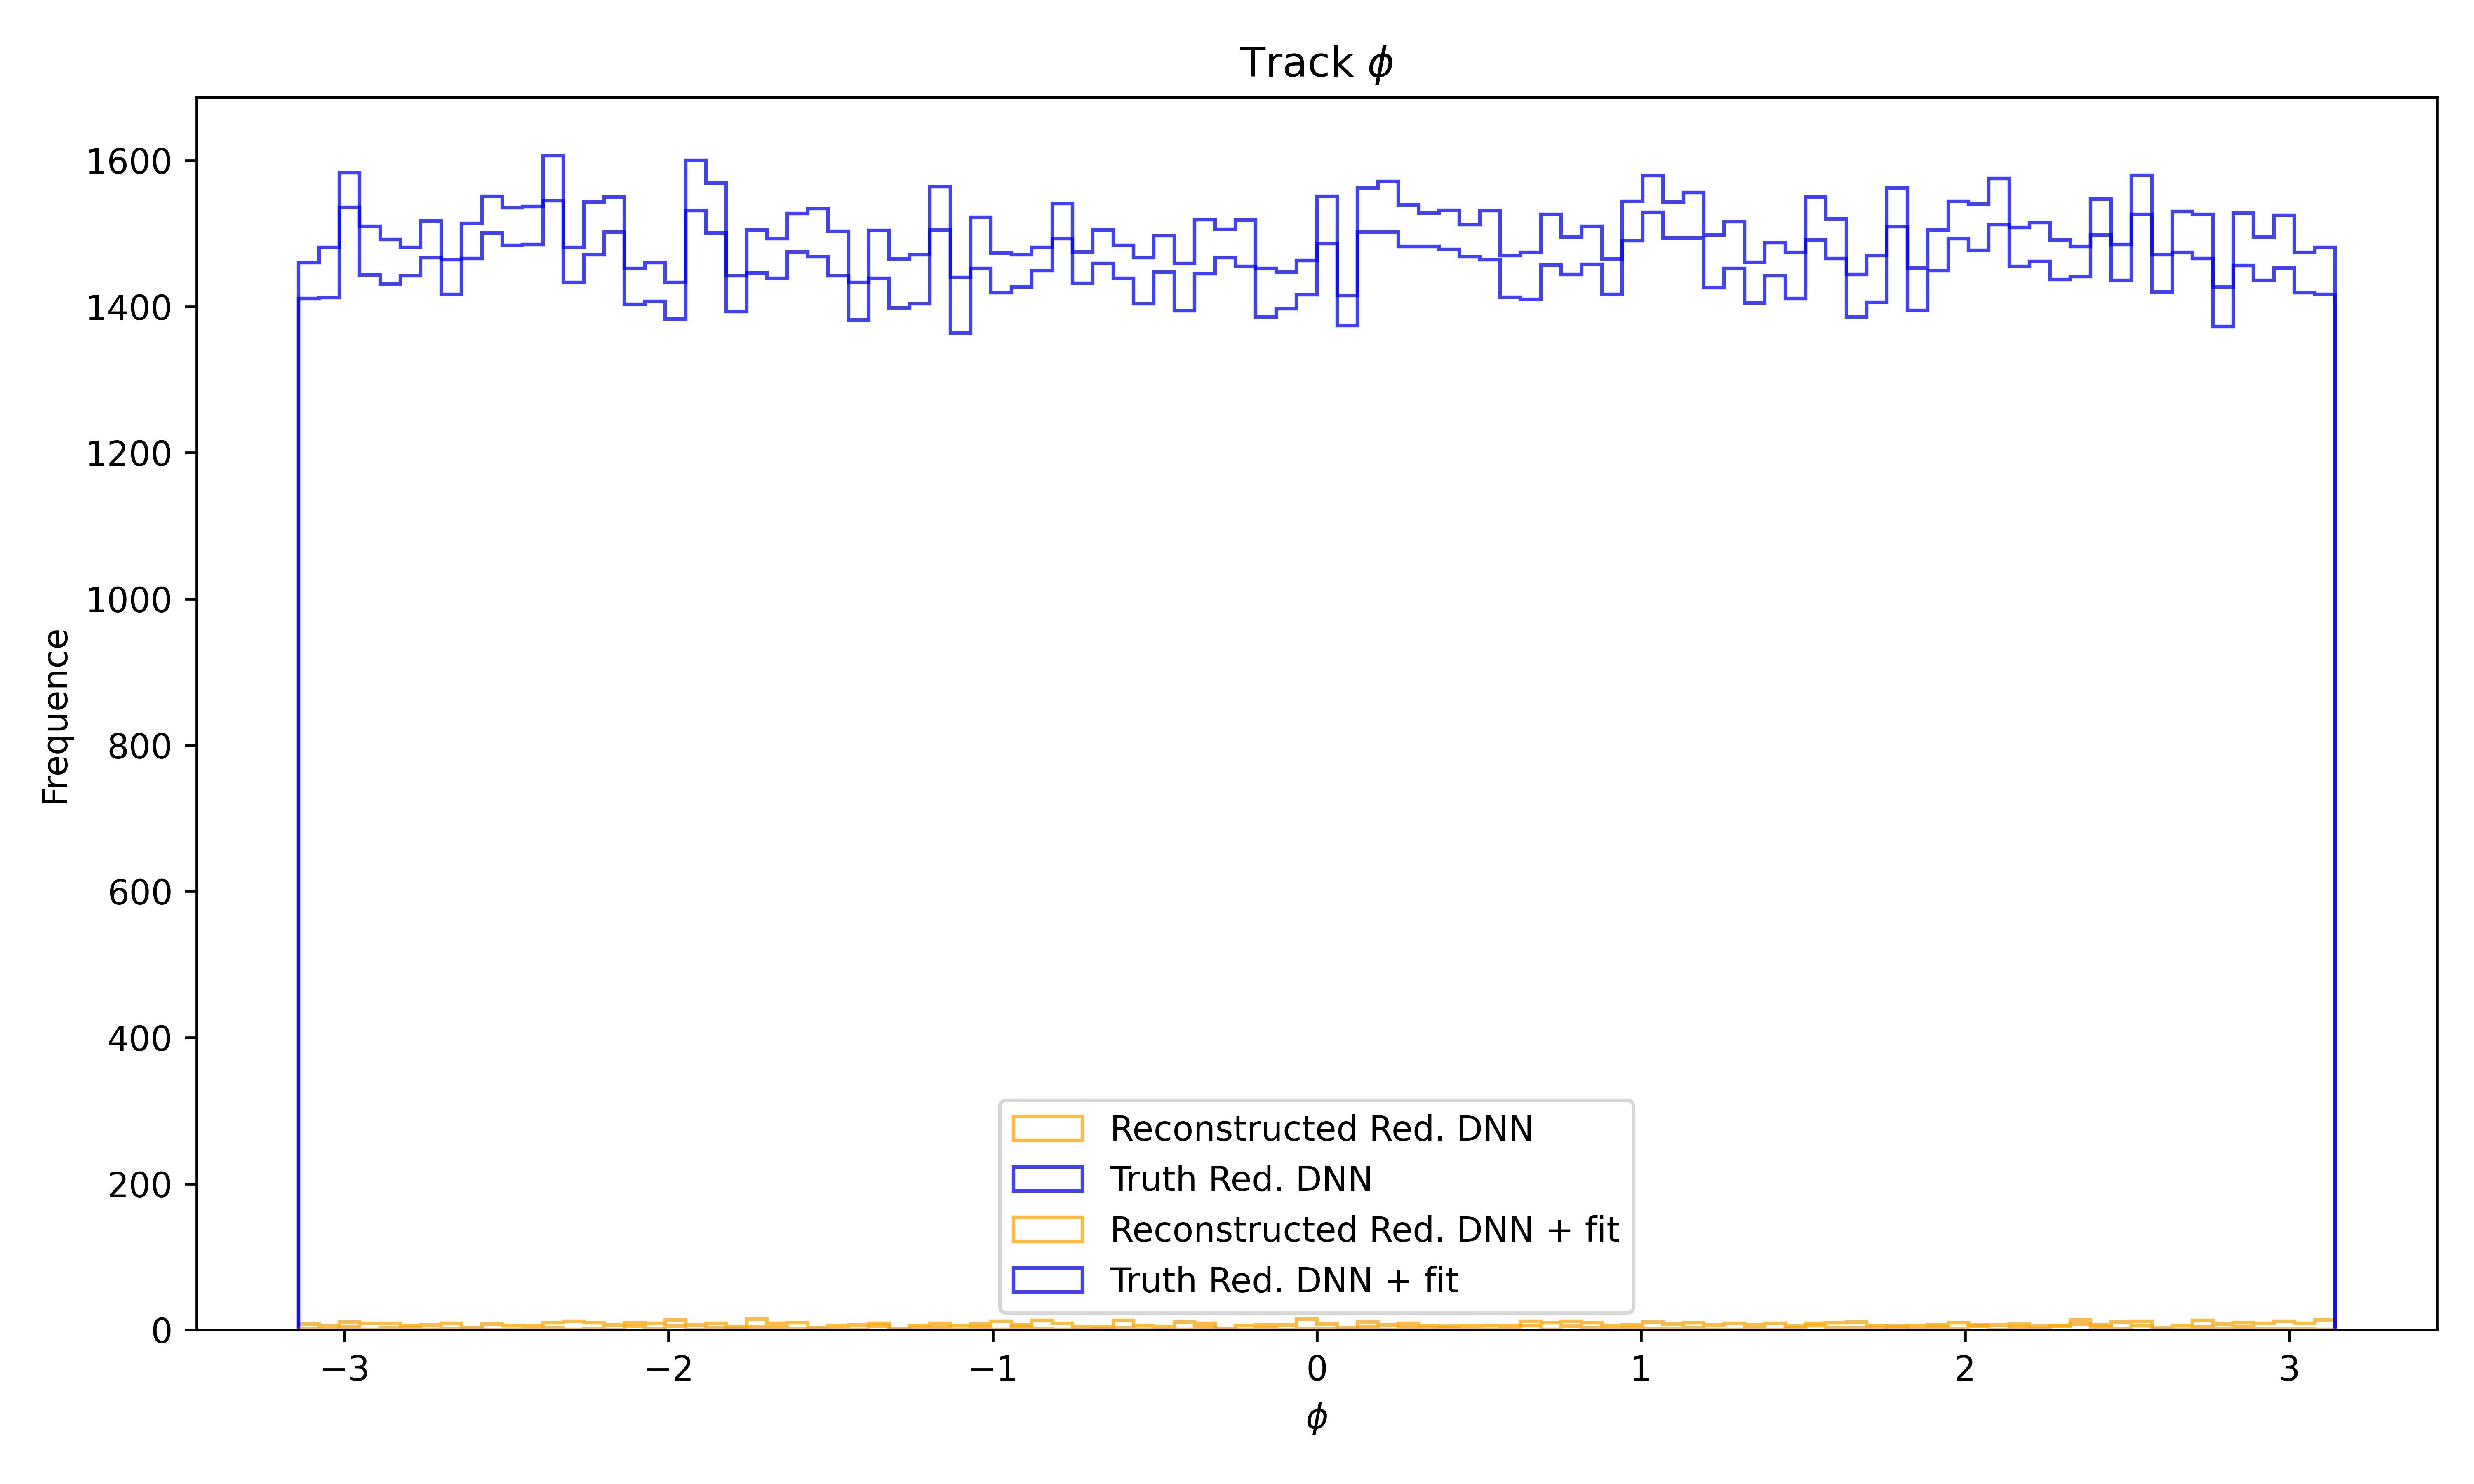 Track ϕ
Frequence
1600
1400
1200
1000
800
600
400
200
0
Reconstructed Red. DNN
Truth Red. DNN
Reconstructed Red. DNN + fit
Truth Red. DNN + fit
−3 −2 −1 0 1 2 3
ϕ